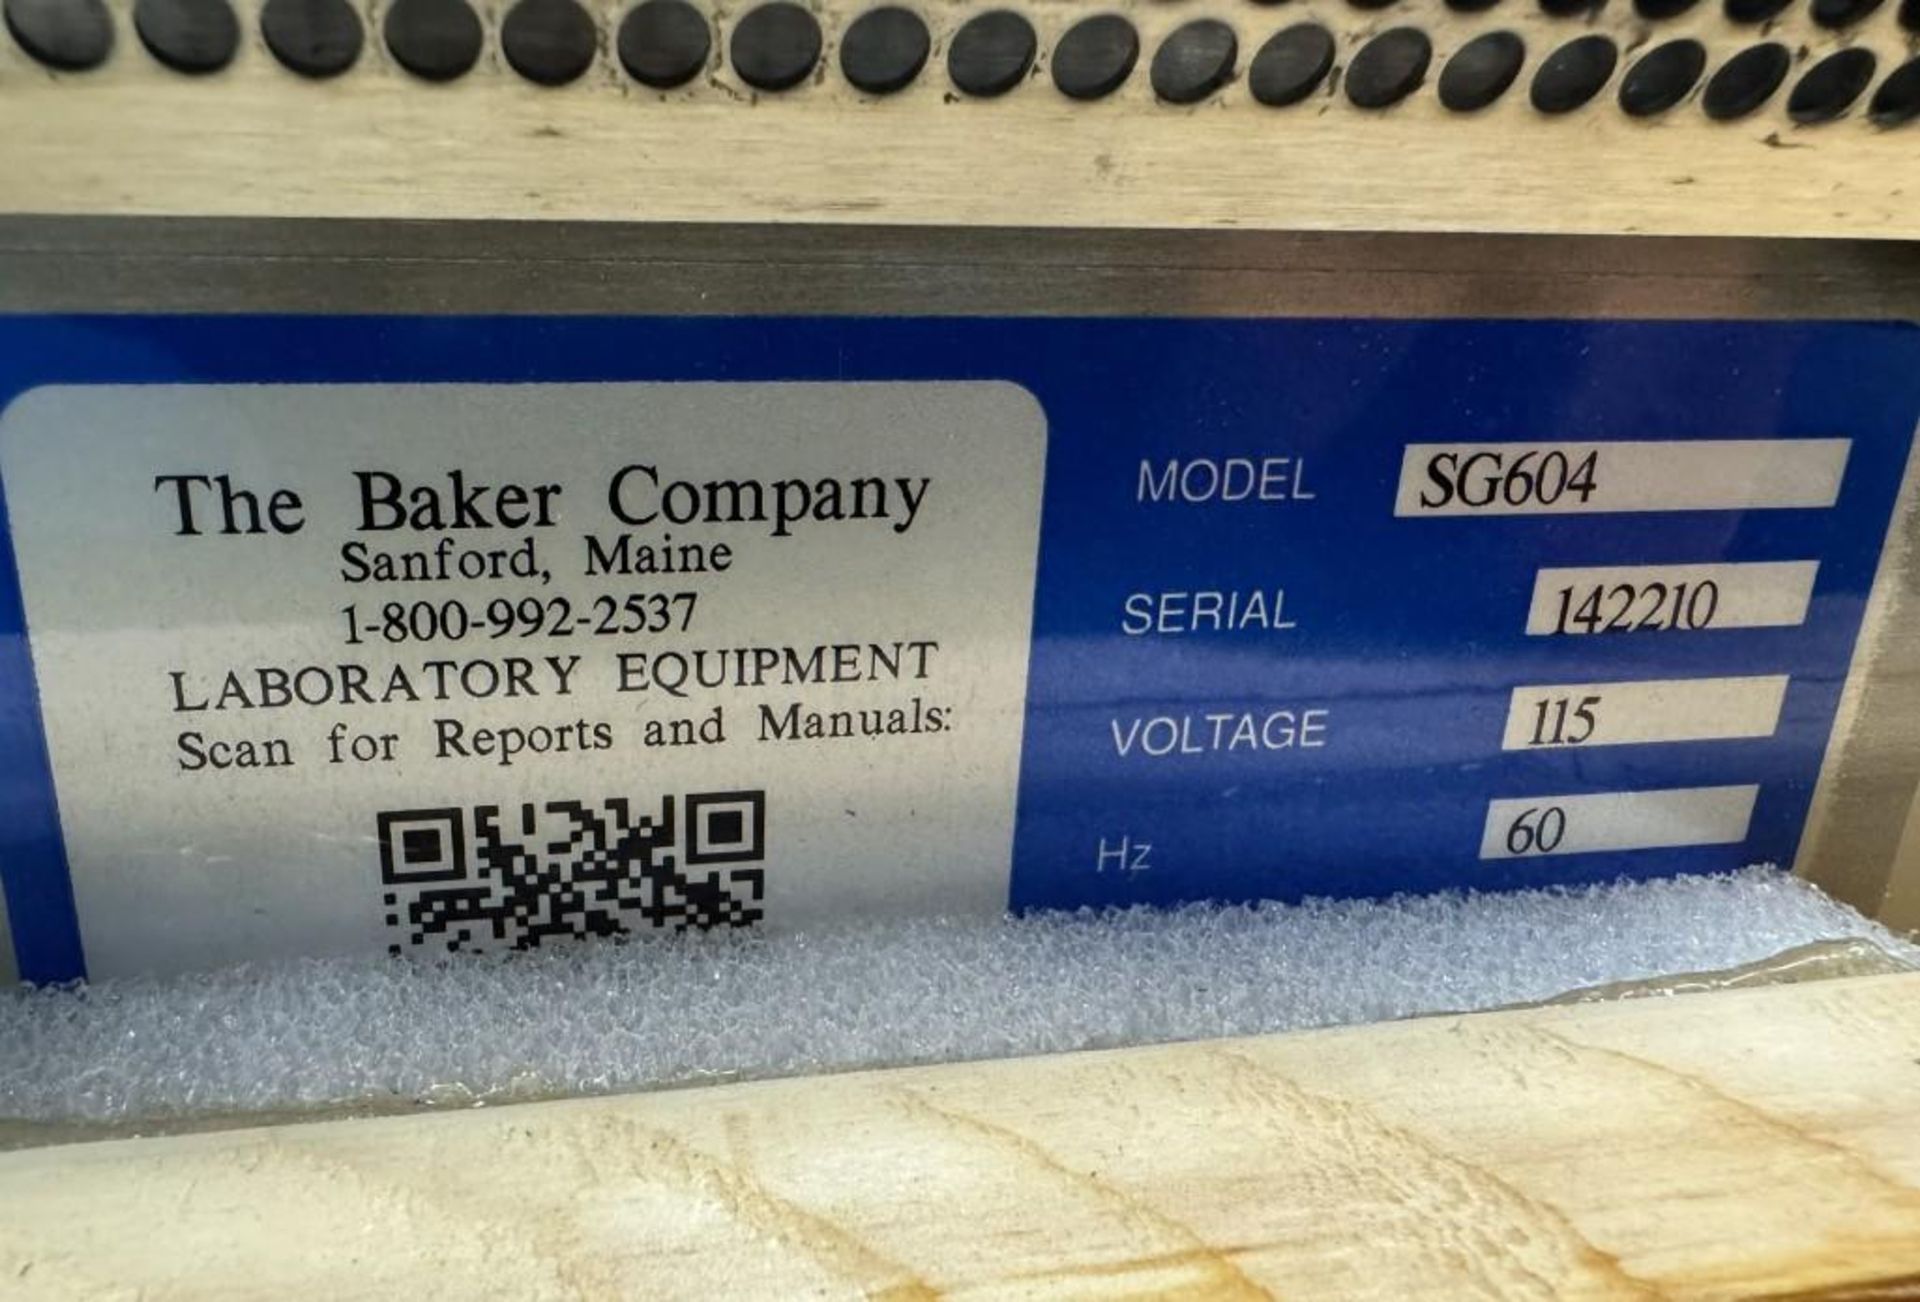 The Baker Company
Sanford, Maine
1-800-992-2537
LABORATORY EQUIPMENT
Scan for Reports and Manuals:
MODEL SG604
SERIAL 142210
VOLTAGE 115
Hz 60